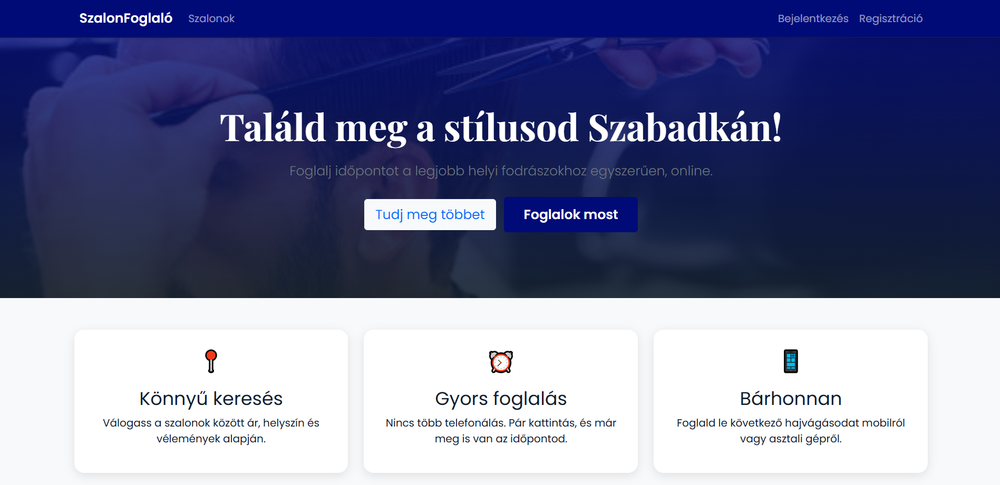 SzalonFoglaló Szalonok Bejelentkezés Regisztráció
Találd meg a stílusod Szabadkán!
Foglalj időpontot a legjobb helyi fodrászokhoz egyszerűen, online.
Tudj meg többet Foglalok most
Könnyű keresés
Válogass a szalonok között ár, helyszín és
vélemények alapján.
Gyors foglalás
Nincs több telefonálás. Pár kattintás, és már
meg is van az időpontod.
Bárhonnan
Foglald le következő hajvágásodat mobilról
vagy asztali gépről.